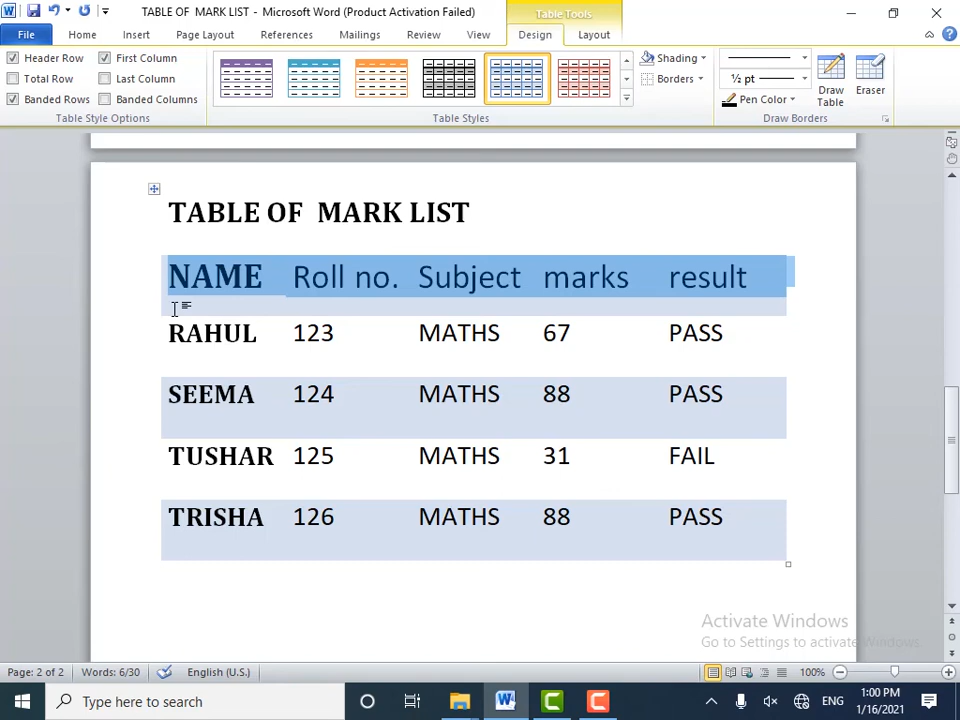 TABLE OF MARK LIST - Microsoft Word (Product Activation Failed)
Table Tools
File Home Insert Page Layout References Mailings Review View Design Layout
Header Row First Column
Total Row Last Column
Banded Rows Banded Columns
Table Style Options
Table Styles
Shading
Borders
½ pt
Pen Color
Draw Table
Eraser
Draw Borders
TABLE OF MARK LIST
NAME Roll no. Subject marks result
RAHUL 123 MATHS 67 PASS
SEEMA 124 MATHS 88 PASS
TUSHAR 125 MATHS 31 FAIL
TRISHA 126 MATHS 88 PASS
Activate Windows
Go to Settings to activate Windows.
Page: 2 of 2 Words: 6/30 English (U.S.) 100%
Type here to search
ENG
1:00 PM
1/16/2021